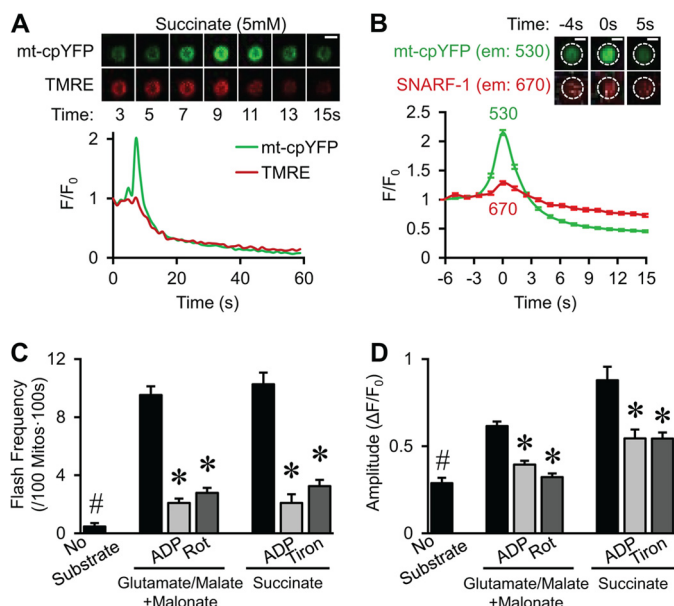 A
Succinate (5mM)
mt-cpYFP
TMRE
Time: 3 5 7 9 11 13 15s
F/F0
2
1
0
mt-cpYFP
TMRE
0 20 40 60
Time (s)
B
Time: -4s 0s 5s
mt-cpYFP (em: 530)
SNARF-1 (em: 670)
F/F0
2.5
2
1.5
1
0.5
0
530
670
-6 -3 0 3 6 9 12 15
Time (s)
C
Flash Frequency
(/100 Mitos·100s)
12
9
6
3
0
#
* *
* *
No Substrate
ADP Rot
ADP Tiron
Glutamate/Malate
+Malonate
Succinate
D
Amplitude (ΔF/F0)
1
0.5
0
#
* *
* *
No Substrate
ADP Rot
ADP Tiron
Glutamate/Malate
+Malonate
Succinate